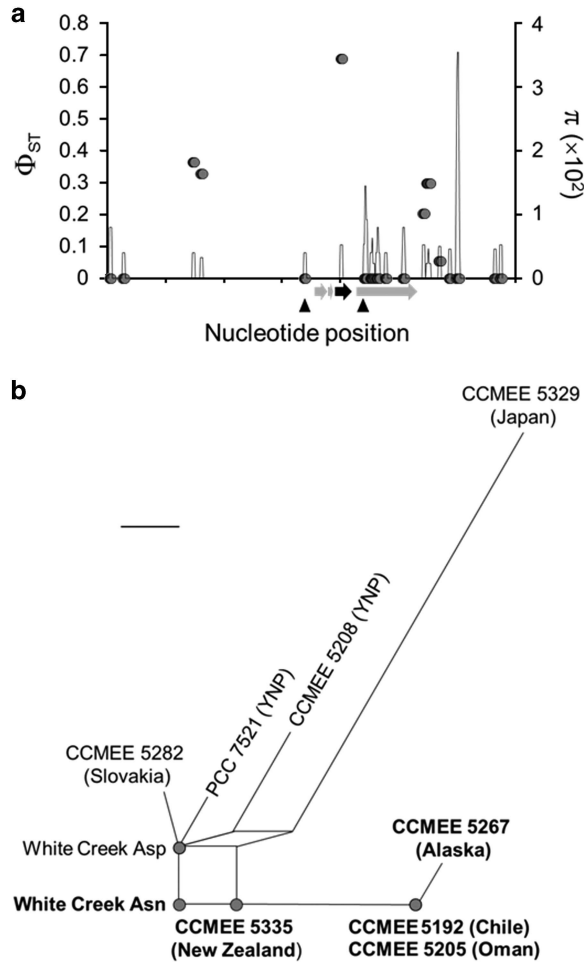 a
0.8
0.7
0.6
0.5
0.4
0.3
0.2
0.1
0
ΦST
4
3
2
1
0
π (×10²)
Nucleotide position
b
CCMEE 5329
(Japan)
CCMEE 5208 (YNP)
PCC 7521 (YNP)
CCMEE 5282
(Slovakia)
White Creek Asp
CCMEE 5267
(Alaska)
White Creek Asn
CCMEE 5335
(New Zealand)
CCMEE5192 (Chile)
CCMEE 5205 (Oman)